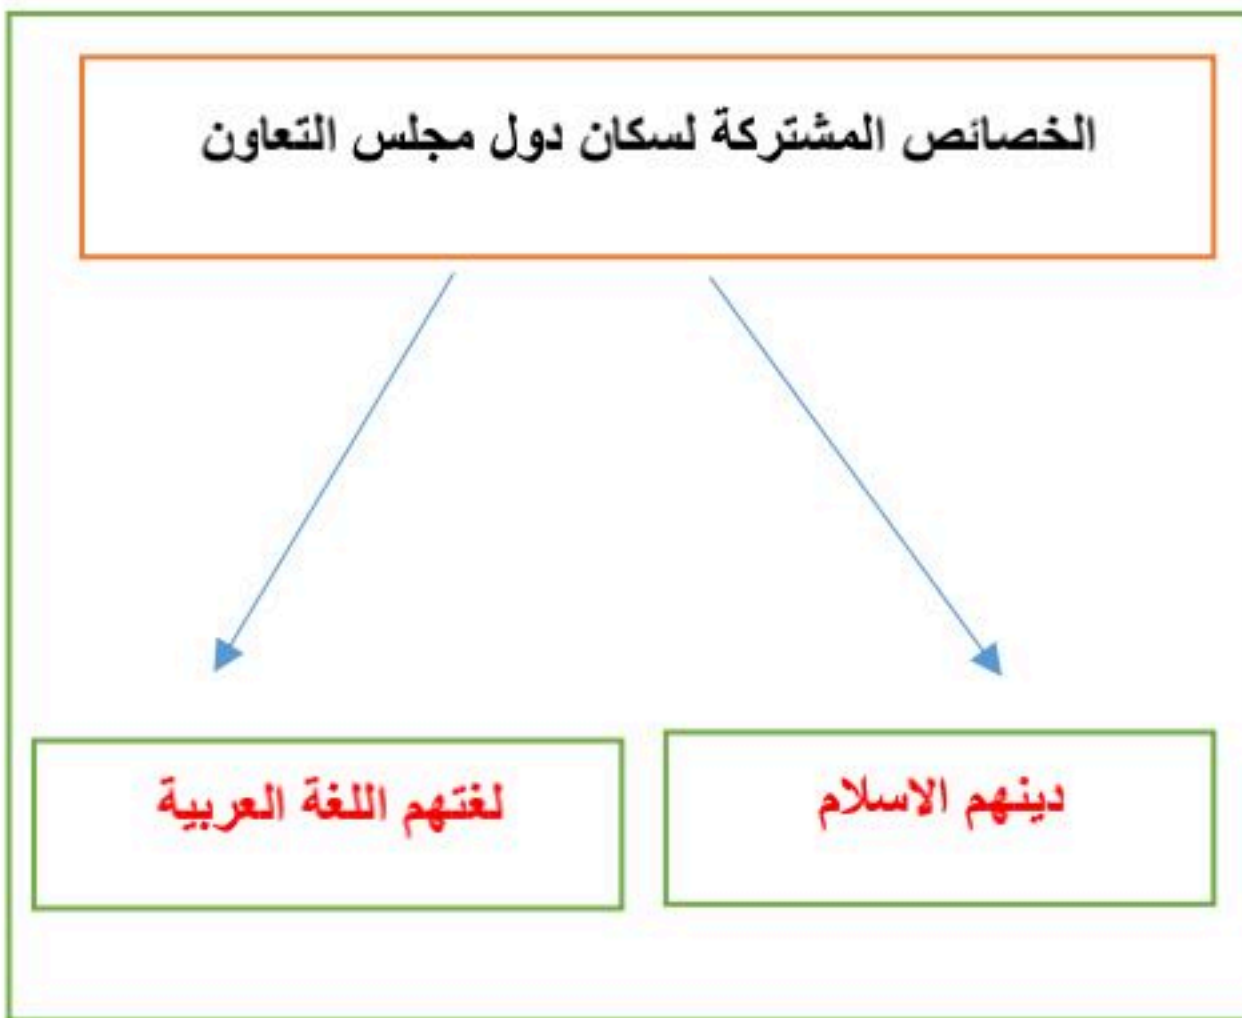 الخصائص المشتركة لسكان دول مجلس التعاون
دينهم الاسلام
لغتهم اللغة العربية